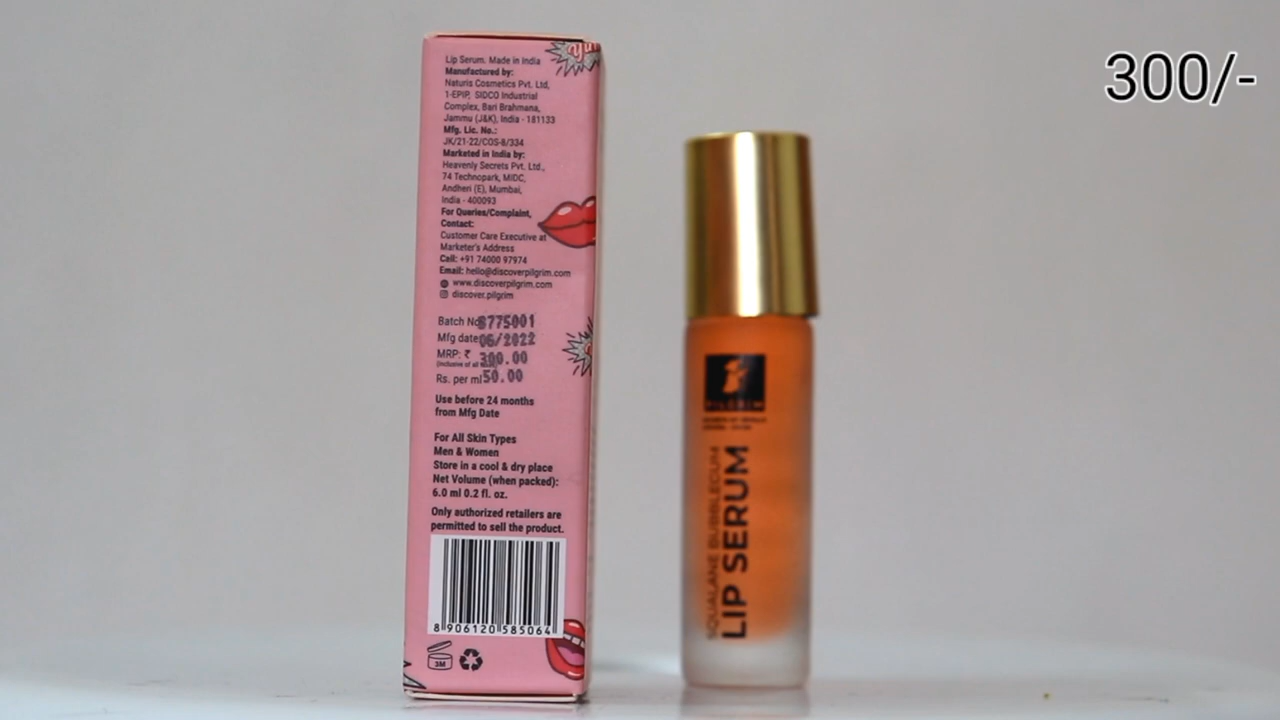 300/-
Yum
Lip Serum. Made in India
Manufactured by:
Naturis Cosmetics Pvt. Ltd,
1-EPIP, SIDCO Industrial
Complex, Bari Brahmana,
Jammu (J&K), India - 181133
Mfg. Lic. No.:
JK/21-22/COS-8/334
Marketed in India by:
Heavenly Secrets Pvt. Ltd.,
74 Technopark, MIDC,
Andheri (E), Mumbai,
India - 400093
For Queries/Complaint,
Contact:
Customer Care Executive at
Marketer's Address
Call: +91 74000 97974
Email: hello@discoverpilgrim.com
www.discoverpilgrim.com
discover.pilgrim
Batch No
Mfg date 06/2022
MRP: ₹ 300.00
(Inclusive of all
Rs. per ml 50.00
Use before 24 months
from Mfg Date
For All Skin Types
Men & Women
Store in a cool & dry place
Net Volume (when packed):
6.0 ml 0.2 fl. oz.
Only authorized retailers are
permitted to sell the product.
8 906120 585064
3M
PILGRIM
SQUALANE BUBBLEGUM
LIP SERUM